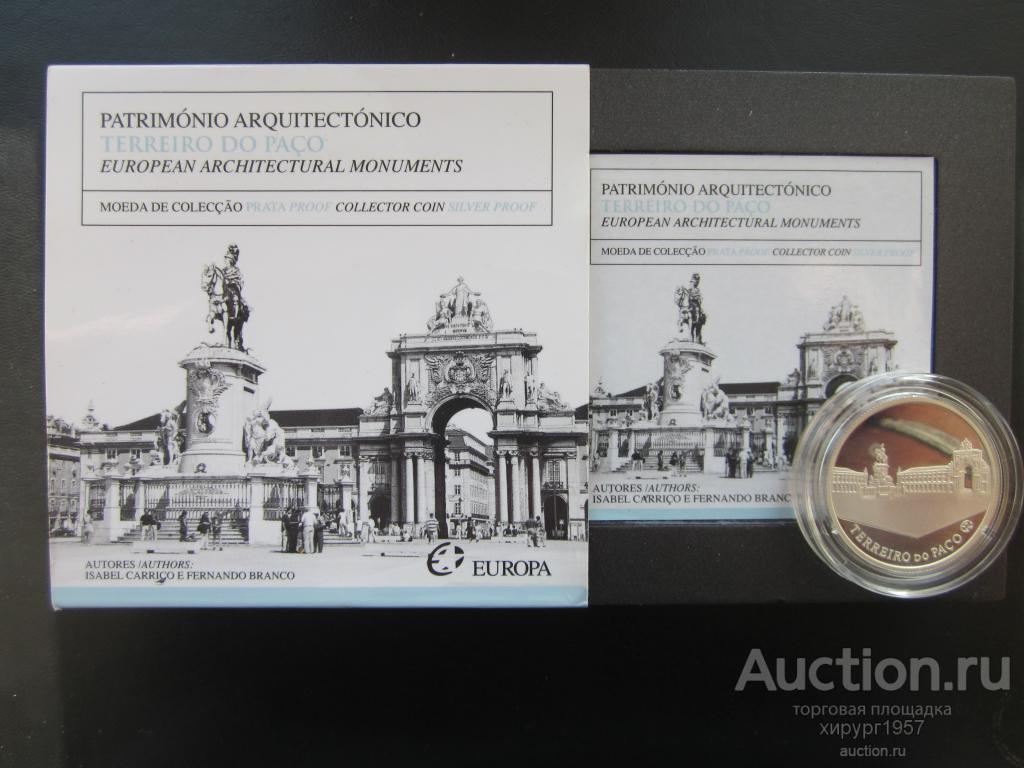 PATRIMÓNIO ARQUITECTÓNICO
TERREIRO DO PAÇO
EUROPEAN ARCHITECTURAL MONUMENTS
MOEDA DE COLECÇÃO PRATA PROOF COLLECTOR COIN SILVER PROOF
AUTORES /AUTHORS:
ISABEL CARRIÇO E FERNANDO BRANCO
EUROPA
PATRIMÓNIO ARQUITECTÓNICO
TERREIRO DO PAÇO
EUROPEAN ARCHITECTURAL MONUMENTS
MOEDA DE COLECÇÃO PRATA PROOF COLLECTOR COIN SILVER PROOF
AUTORES /AUTHORS:
ISABEL CARRIÇO E FERNANDO BRANC
TERREIRO DO PAÇO
Auction.ru
торговая площадка
хирург1957
auction.ru